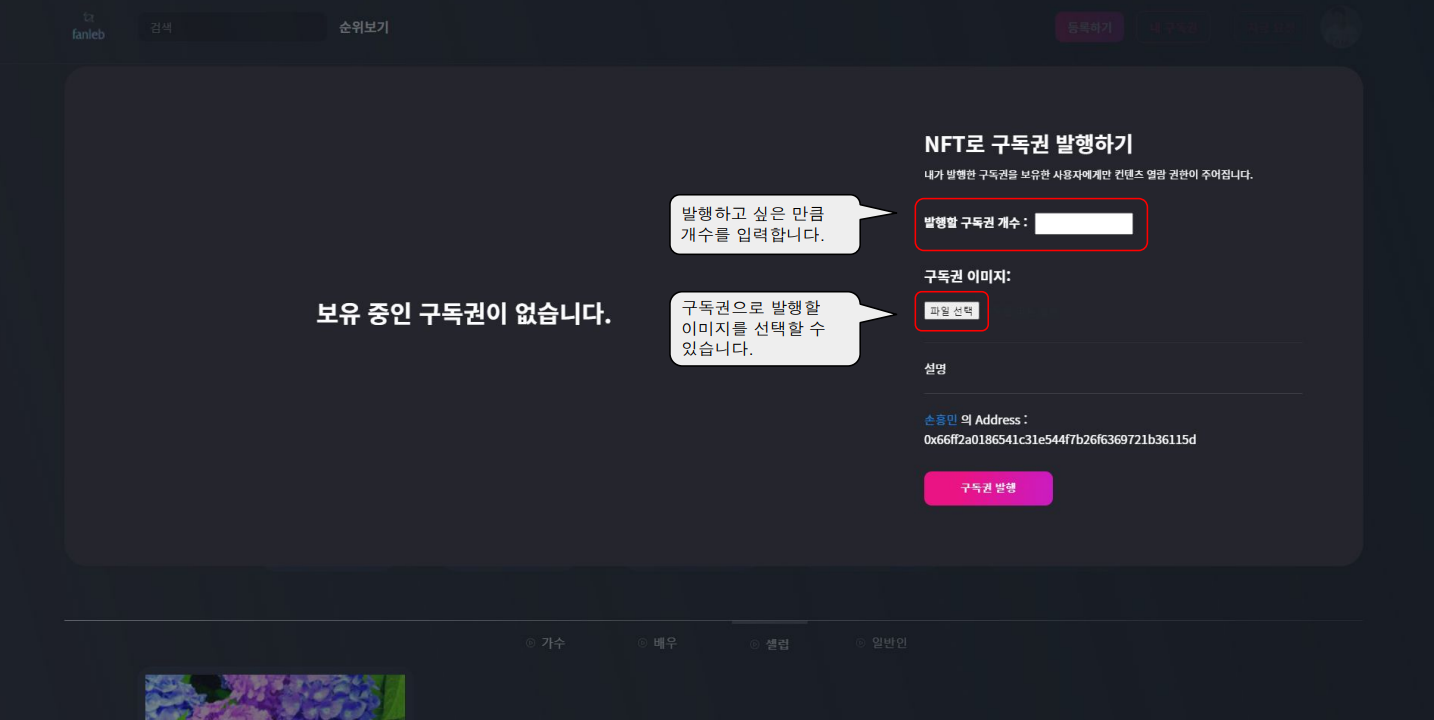 fanleb
검색
순위보기
등록하기
NFT로 구독권 발행하기
내가 발행한 구독권을 보유한 사용자에게만 컨텐츠 열람 권한이 주어집니다.
발행하고 싶은 만큼
개수를 입력합니다.
발행할 구독권 개수 :
구독권 이미지:
보유 중인 구독권이 없습니다.
구독권으로 발행할
이미지를 선택할 수
있습니다.
파일 선택
설명
손흥민 의 Address :
0x66ff2a0186541c31e544f7b26f6369721b36115d
구독권 발행
가수
배우
셀럽
일반인